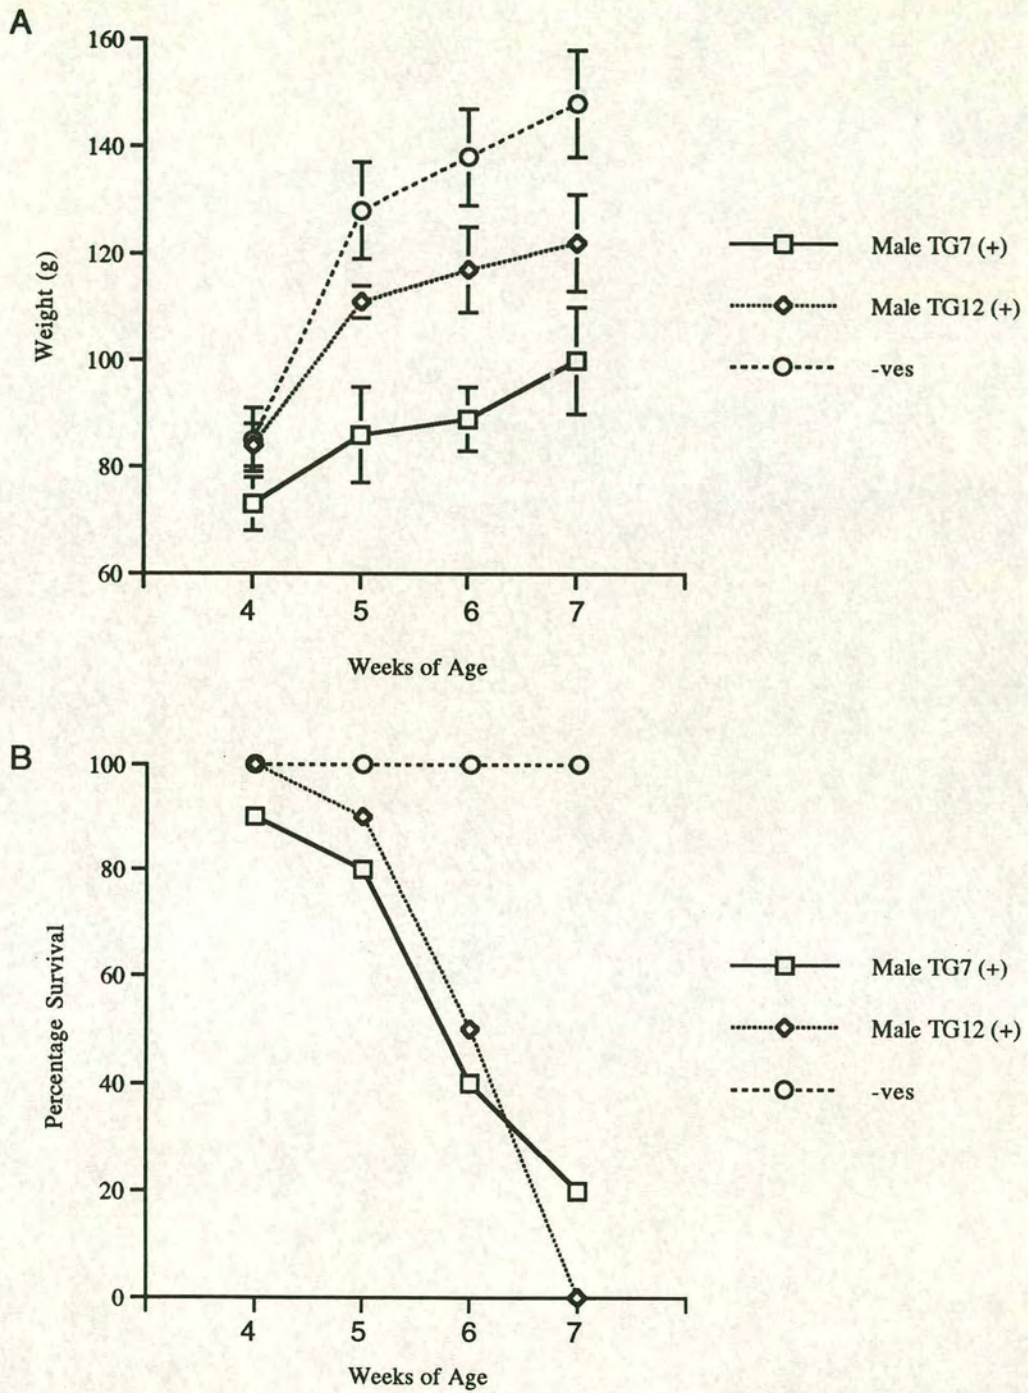 A
160
140
120
100
80
60
Weight (g)
4 5 6 7
Weeks of Age
Male TG7 (+)
Male TG12 (+)
-ves
B
100
80
60
40
20
0
Percentage Survival
4 5 6 7
Weeks of Age
Male TG7 (+)
Male TG12 (+)
-ves